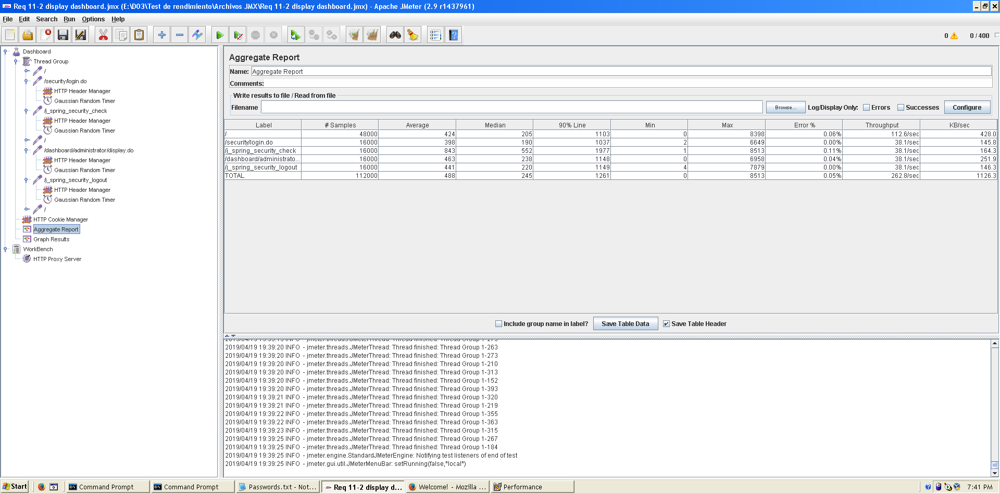 Req 11-2 display dashboard.jmx (E:\D03\Test de rendimiento\Archivos JMX\Req 11-2 display dashboard.jmx) - Apache JMeter (2.9 r1437961)
File Edit Search Run Options Help
0 0 / 400
Dashboard
Thread Group
/
/security/login.do
HTTP Header Manager
Gaussian Random Timer
/j_spring_security_check
HTTP Header Manager
Gaussian Random Timer
/
/dashboard/administrator/display.do
HTTP Header Manager
Gaussian Random Timer
/j_spring_security_logout
HTTP Header Manager
Gaussian Random Timer
/
HTTP Cookie Manager
Aggregate Report
Graph Results
WorkBench
HTTP Proxy Server
Aggregate Report
Name: Aggregate Report
Comments:
Write results to file / Read from file
Filename Browse... Log/Display Only: Errors Successes Configure
Label # Samples Average Median 90% Line Min Max Error % Throughput KB/sec
/ 48000 424 205 1103 0 8398 0.06% 112.6/sec 428.0
/security/login.do 16000 398 190 1037 2 6649 0.00% 38.1/sec 145.8
/j_spring_security_check 16000 843 552 1977 1 8513 0.11% 38.1/sec 164.3
/dashboard/administrato... 16000 463 238 1148 0 6958 0.04% 38.1/sec 251.9
/j_spring_security_logout 16000 441 220 1149 4 7879 0.00% 38.1/sec 146.3
TOTAL 112000 488 245 1261 0 8513 0.05% 262.8/sec 1126.3
Include group name in label? Save Table Data Save Table Header
2019/04/19 19:39:20 INFO - jmeter.threads.JMeterThread: Thread finished: Thread Group 1-263
2019/04/19 19:39:20 INFO - jmeter.threads.JMeterThread: Thread finished: Thread Group 1-273
2019/04/19 19:39:20 INFO - jmeter.threads.JMeterThread: Thread finished: Thread Group 1-210
2019/04/19 19:39:20 INFO - jmeter.threads.JMeterThread: Thread finished: Thread Group 1-313
2019/04/19 19:39:20 INFO - jmeter.threads.JMeterThread: Thread finished: Thread Group 1-152
2019/04/19 19:39:20 INFO - jmeter.threads.JMeterThread: Thread finished: Thread Group 1-393
2019/04/19 19:39:21 INFO - jmeter.threads.JMeterThread: Thread finished: Thread Group 1-320
2019/04/19 19:39:21 INFO - jmeter.threads.JMeterThread: Thread finished: Thread Group 1-219
2019/04/19 19:39:22 INFO - jmeter.threads.JMeterThread: Thread finished: Thread Group 1-355
2019/04/19 19:39:22 INFO - jmeter.threads.JMeterThread: Thread finished: Thread Group 1-363
2019/04/19 19:39:23 INFO - jmeter.threads.JMeterThread: Thread finished: Thread Group 1-315
2019/04/19 19:39:25 INFO - jmeter.threads.JMeterThread: Thread finished: Thread Group 1-267
2019/04/19 19:39:25 INFO - jmeter.threads.JMeterThread: Thread finished: Thread Group 1-184
2019/04/19 19:39:25 INFO - jmeter.engine.StandardJMeterEngine: Notifying test listeners of end of test
2019/04/19 19:39:25 INFO - jmeter.gui.util.JMeterMenuBar: setRunning(false,*local*)
Start Command Prompt Command Prompt Passwords.txt - Not... Req 11-2 display d... Welcome! - Mozilla ... Performance 7:41 PM